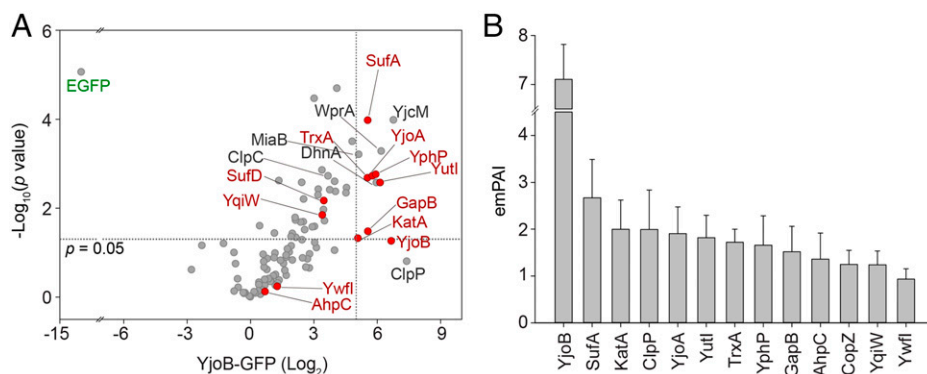 A
B
6
4
2
0
-Log10(p value)
EGFP
SufA
WprA
YjcM
MiaB
TrxA
YjoA
DhnA
YphP
ClpC
YutI
SufD
YqiW
GapB
KatA
p = 0.05
YjoB
ClpP
YwfI
AhpC
-15
-6
-3
0
3
6
9
YjoB-GFP (Log2)
8
7
4
3
2
1
0
emPAI
YjoB
SufA
KatA
ClpP
YjoA
YutI
TrxA
YphP
GapB
AhpC
CopZ
YqiW
YwfI